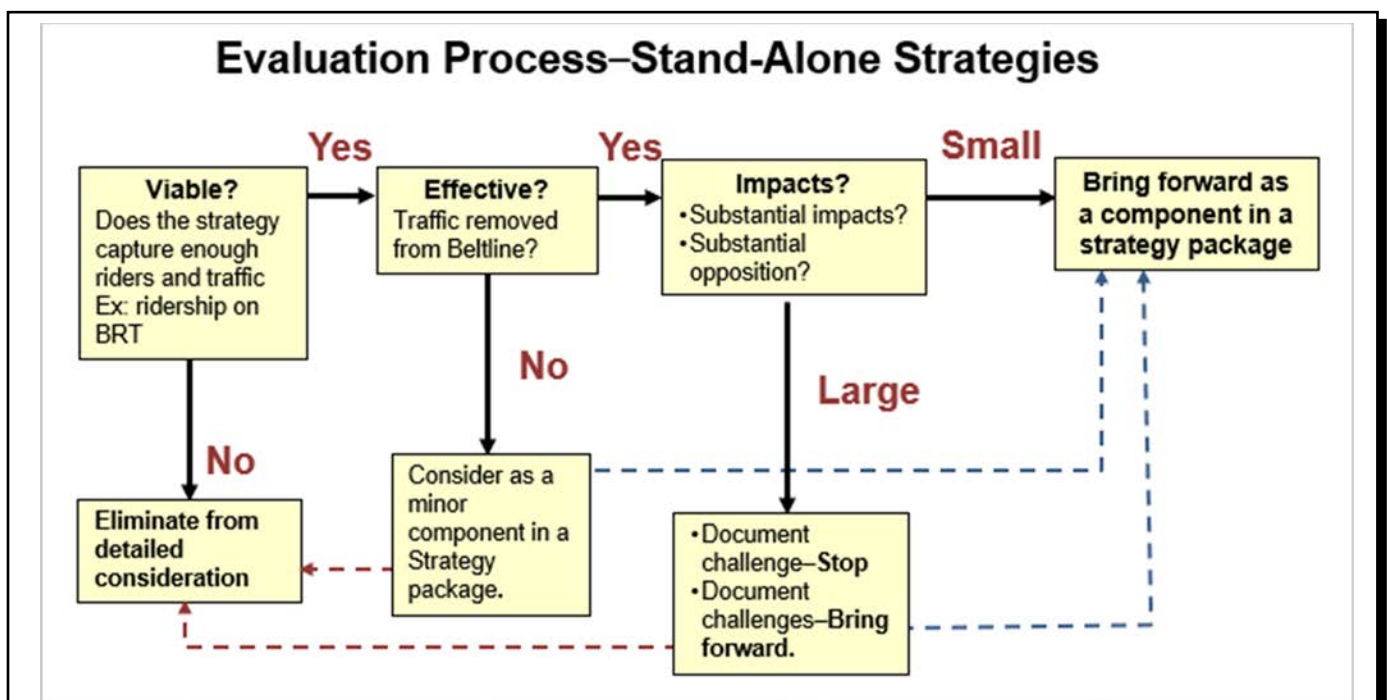 Evaluation Process–Stand-Alone Strategies
Yes
Yes
Small
Viable?
Does the strategy
capture enough
riders and traffic
Ex: ridership on
BRT
Effective?
Traffic removed
from Beltline?
Impacts?
•Substantial impacts?
•Substantial
opposition?
Bring forward as
a component in a
strategy package
No
Large
No
Eliminate from
detailed
consideration
Consider as a
minor
component in a
Strategy
package.
•Document
challenge–Stop
•Document
challenges–Bring
forward.